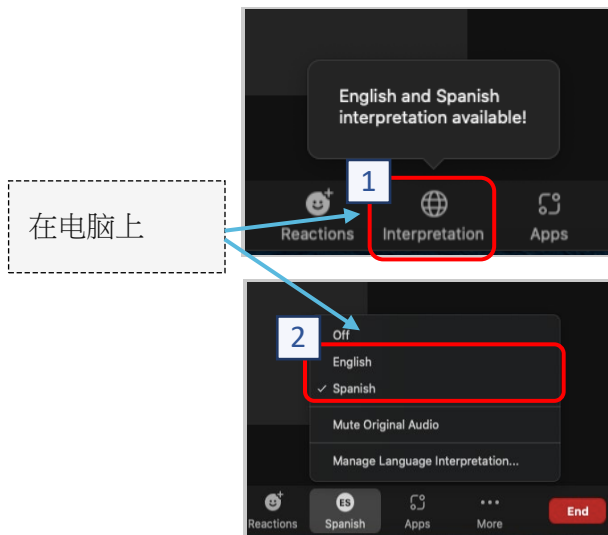 English and Spanish
interpretation available!
1
Reactions
Interpretation
Apps
在电脑上
2
Off
English
✓ Spanish
Mute Original Audio
Manage Language Interpretation...
ES
Reactions
Spanish
Apps
More
End